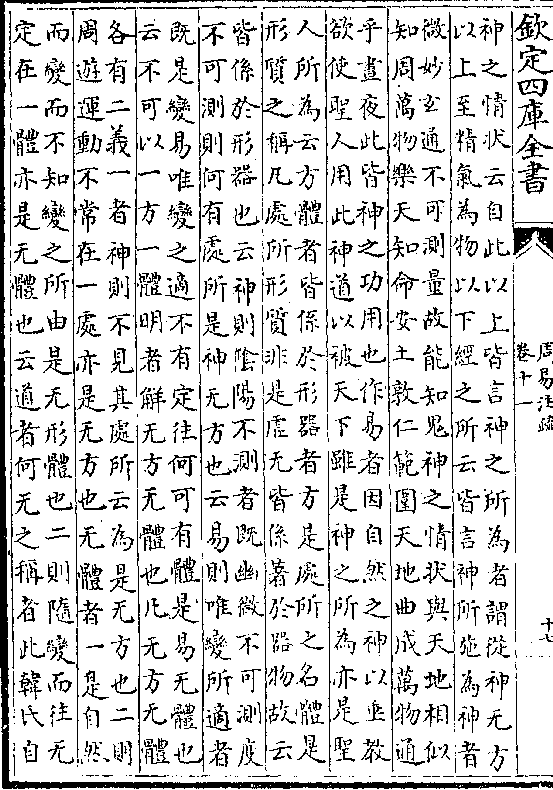 欽定四庫全書
周易注疏
卷十一
十七
神之情狀云自此以上皆言神之所為者謂從神无方
以上至精氣為物以下經之所云皆言神所施為神者
微妙玄通不可測量故能知鬼神之情狀與天地相似
知周萬物樂天知命安土敦仁範圍天地曲成萬物通
乎晝夜此皆神之功用也作易者因自然之神以垂教
欲使聖人用此神道以被天下雖是神之所為亦是聖
人所為云方體者皆係於形器者方是處所之名體是
形質之稱凡處所形質非是虛无皆係著於器物故云
皆係於形器也云神則陰陽不測者既幽微不可測度
不可測則何有處所是神无方也云易則唯變所適者
既是變易唯變之適不有定往何可有體是易无體也
云不可以一方一體明者解无方无體也凡无方无體
各有二義一者神則不見其處所云為是无方也二則
周遊運動不常在一處亦是无方也无體者一是自然
而變而不知變之所由是无形體也二則隨變而往无
定在一體亦是无體也云道者何无之稱者此韓氏自